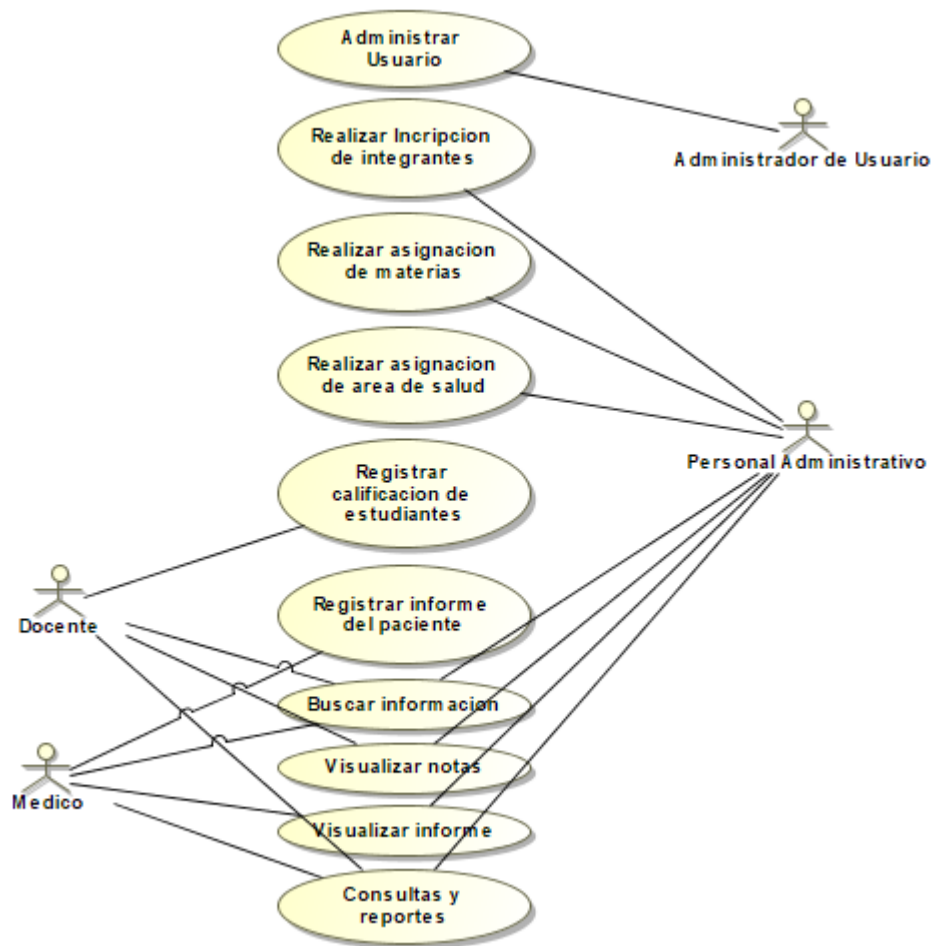 Administrar
Usuario
Realizar Incripcion
de integrantes
Administrador de Usuario
Realizar asignacion
de materias
Realizar asignacion
de area de salud
Personal Administrativo
Registrar
calificacion de
estudiantes
Docente
Registrar informe
del paciente
Buscar informacion
Visualizar notas
Medico
Visualizar informe
Consultas y
reportes